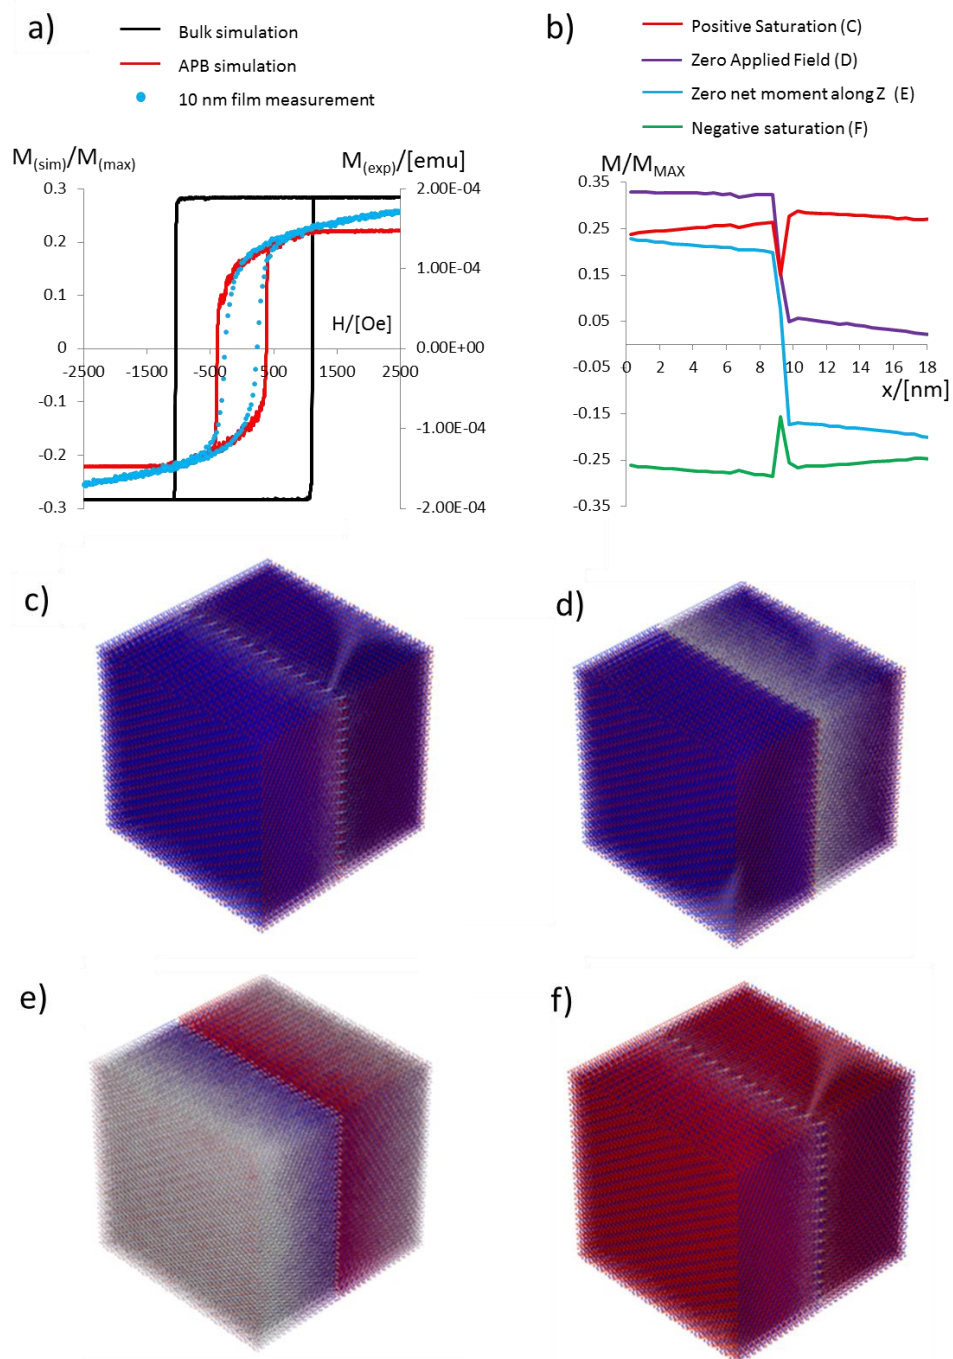 a)
Bulk simulation
APB simulation
10 nm film measurement
M(sim)/M(max)
M(exp)/[emu]
0.3
0.2
0.1
0
-0.1
-0.2
-0.3
2.00E-04
1.00E-04
0.00E+00
-1.00E-04
-2.00E-04
H/[Oe]
-2500 -1500 -500 500 1500 2500
b)
Positive Saturation (C)
Zero Applied Field (D)
Zero net moment along Z (E)
Negative saturation (F)
M/MMAX
0.35
0.25
0.15
0.05
-0.05
-0.15
-0.25
-0.35
0 2 4 6 8 10 12 14 16 18
x/[nm]
c)
d)
e)
f)